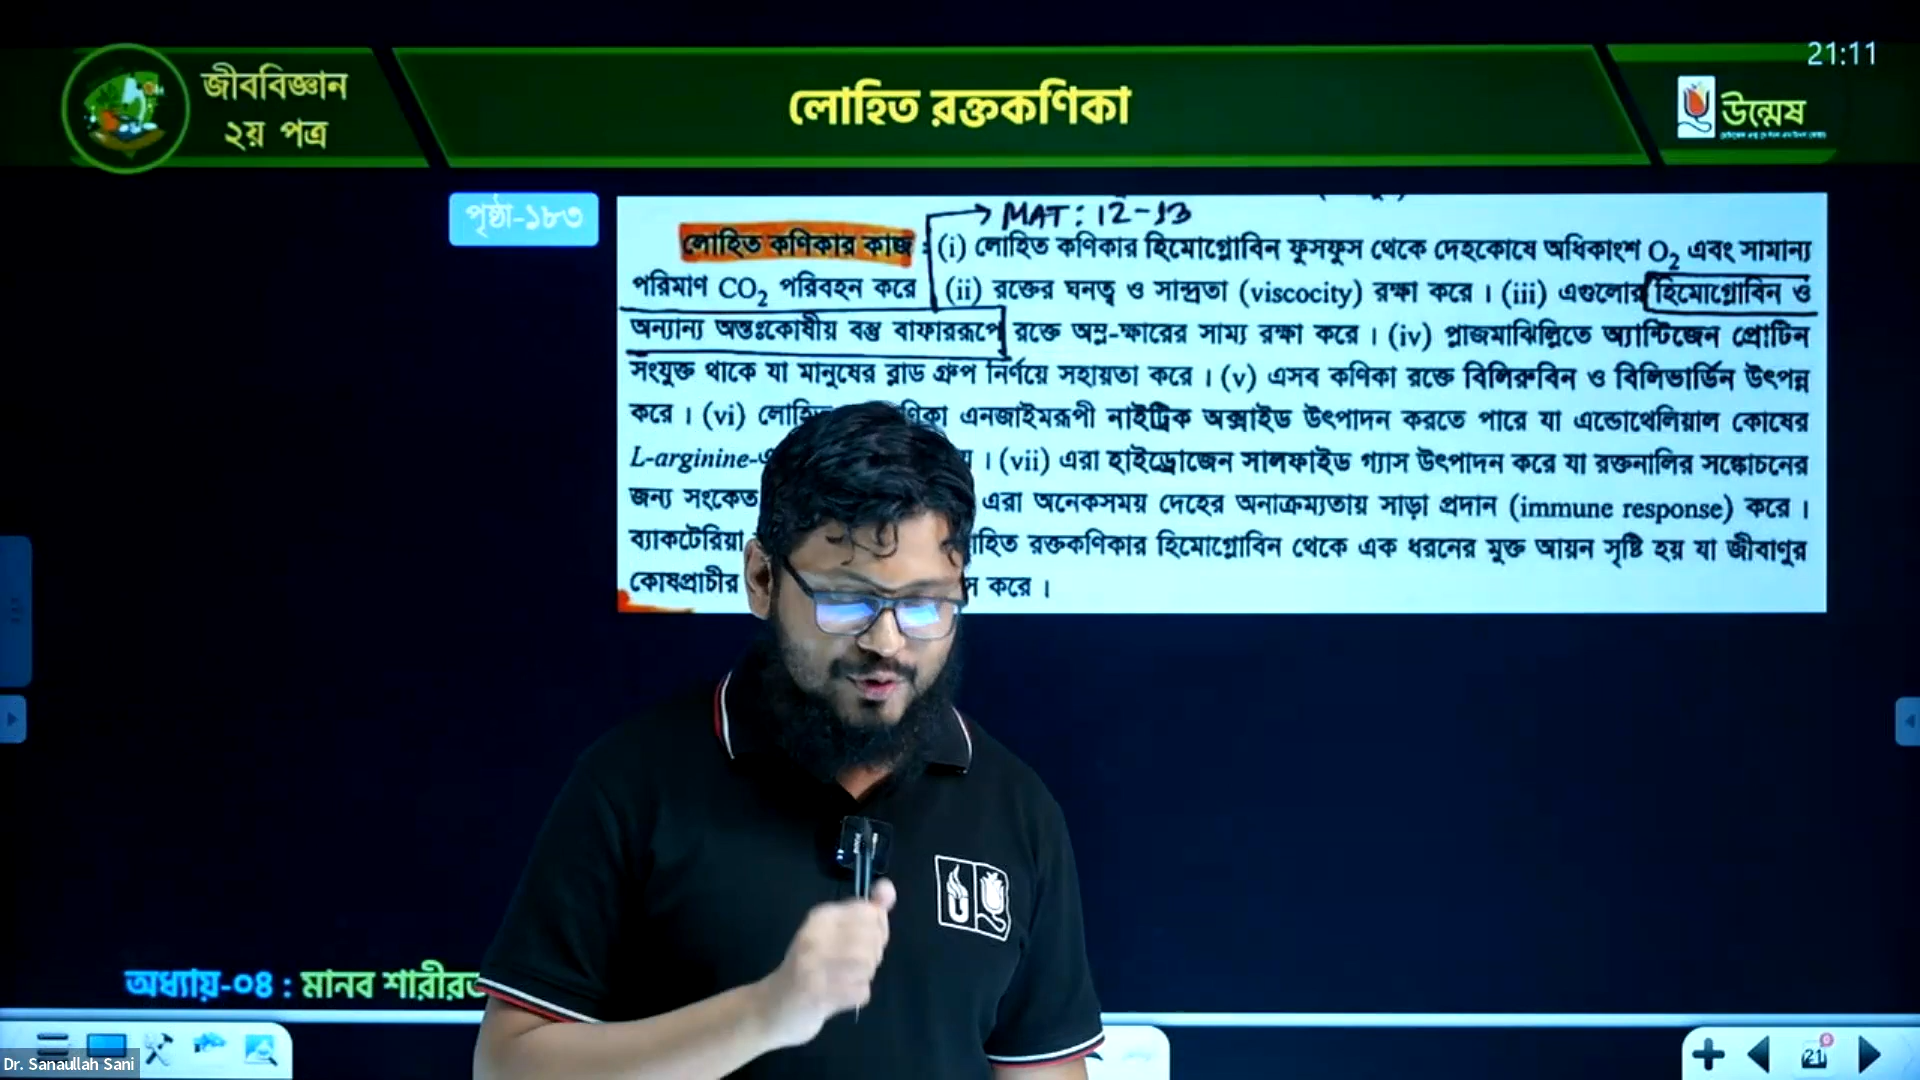 21:11
জীববিজ্ঞান
২য় পত্র
লোহিত রক্তকণিকা
উন্মেষ
পৃষ্ঠা-১৮৩
MAT: 12-13
লোহিত কণিকার কাজ : (i) লোহিত কণিকার হিমোগ্লোবিন ফুসফুস থেকে দেহকোষে অধিকাংশ O₂ এবং সামান্য
পরিমাণ CO₂ পরিবহন করে (ii) রক্তের ঘনত্ব ও সান্দ্রতা (viscocity) রক্ষা করে । (iii) এগুলোর হিমোগ্লোবিন ও
অন্যান্য অন্তঃকোষীয় বস্তু বাফাররূপে রক্তে অম্ল-ক্ষারের সাম্য রক্ষা করে । (iv) প্লাজমাঝিল্লিতে অ্যান্টিজেন প্রোটিন
সংযুক্ত থাকে যা মানুষের ব্লাড গ্রুপ নির্ণয়ে সহায়তা করে । (v) এসব কণিকা রক্তে বিলিরুবিন ও বিলিভার্ডিন উৎপন্ন
করে । (vi) এনজাইমরূপী নাইট্রিক অক্সাইড উৎপাদন করতে পারে যা এন্ডোথেলিয়াল কোষের
L-arginine- । (vii) এরা হাইড্রোজেন সালফাইড গ্যাস উৎপাদন করে যা রক্তনালির সঙ্কোচনের
জন্য সংকেত এরা অনেকসময় দেহের অনাক্রম্যতায় সাড়া প্রদান (immune response) করে ।
ব্যাকটেরিয়া রক্তকণিকার হিমোগ্লোবিন থেকে এক ধরনের মুক্ত আয়ন সৃষ্টি হয় যা জীবাণুর
কোষপ্রাচীর করে ।
অধ্যায়-০৪ : মানব
Dr. Sanaullah Sani
21